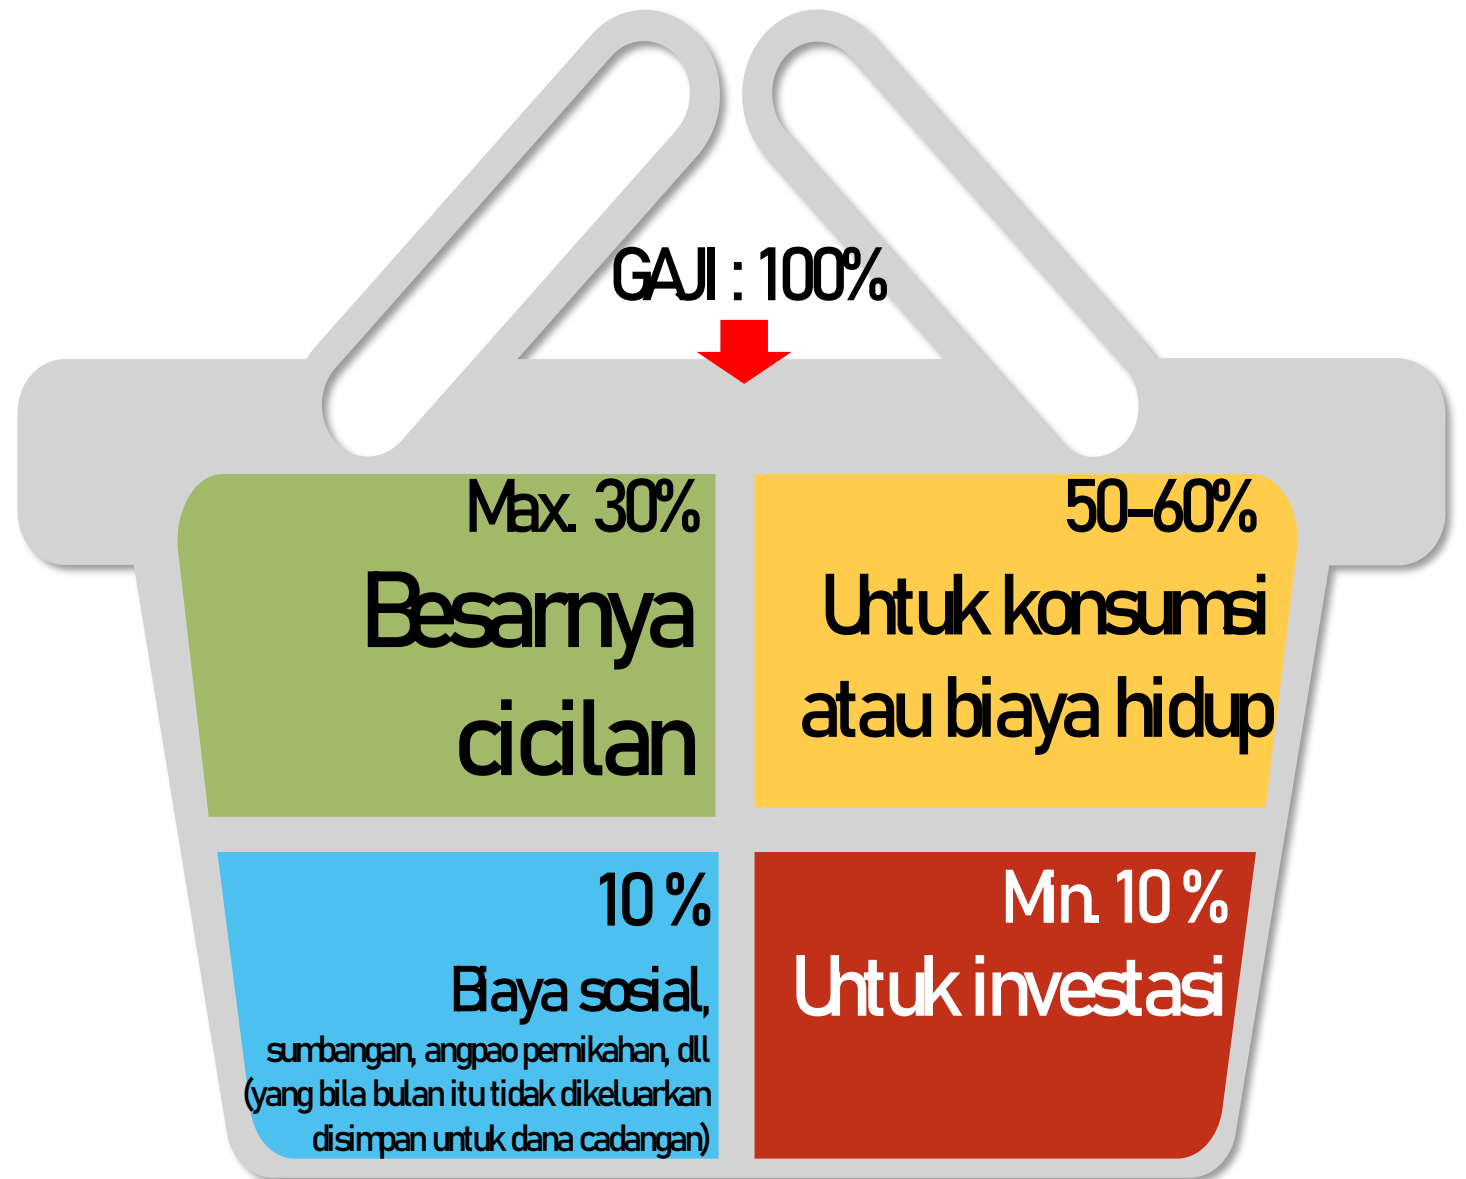 GAJI : 100%
Max. 30%
Besarnya
cicilan
50-60%
Untuk konsumsi
atau biaya hidup
10 %
Biaya sosial,
sumbangan, angpao pernikahan, dll
(yang bila bulan itu tidak dikeluarkan
disimpan untuk dana cadangan)
Min. 10 %
Untuk investasi